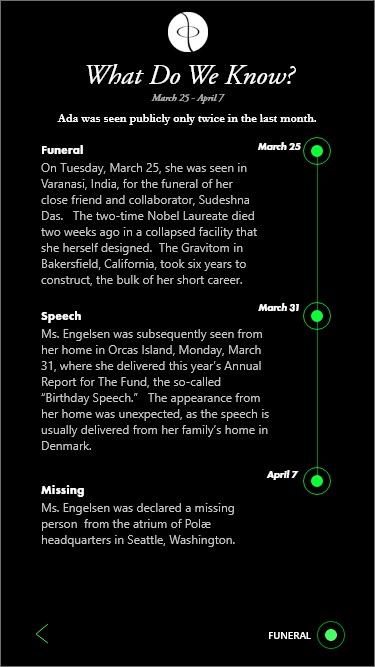 What Do We Know?
March 25 - April 7
Ada was seen publicly only twice in the last month.
March 25
Funeral
On Tuesday, March 25, she was seen in
Varanasi, India, for the funeral of her
close friend and collaborator, Sudeshna
Das.   The two-time Nobel Laureate died
two weeks ago in a collapsed facility that
she herself designed.  The Gravitom in
Bakersfield, California, took six years to
construct, the bulk of her short career.
March 31
Speech
Ms. Engelsen was subsequently seen from
her home in Orcas Island, Monday, March
31, where she delivered this year's Annual
Report for The Fund, the so-called
“Birthday Speech.”   The appearance from
her home was unexpected, as the speech is
usually delivered from her family's home in
Denmark.
April 7
Missing
Ms. Engelsen was declared a missing
person  from the atrium of Polæ
headquarters in Seattle, Washington.
FUNERAL